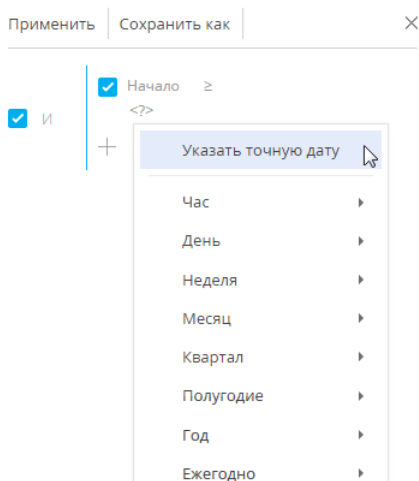 Применить Сохранить как
Начало ≥
И
<?>
Указать точную дату
Час
День
Неделя
Месяц
Квартал
Полугодие
Год
Ежегодно